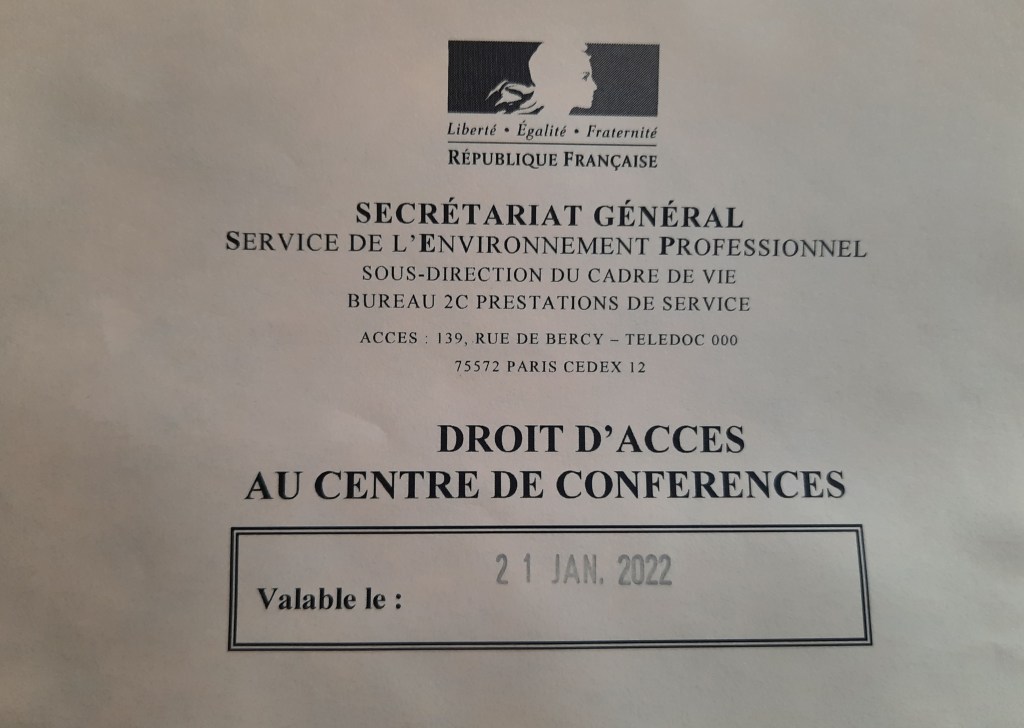 Liberté • Égalité • Fraternité
RÉPUBLIQUE FRANÇAISE
SECRÉTARIAT GÉNÉRAL
SERVICE DE L’ENVIRONNEMENT PROFESSIONNEL
SOUS-DIRECTION DU CADRE DE VIE
BUREAU 2C PRESTATIONS DE SERVICE
ACCES : 139, RUE DE BERCY – TELEDOC 000
75572 PARIS CEDEX 12
DROIT D’ACCES
AU CENTRE DE CONFERENCES
21 JAN. 2022
Valable le :